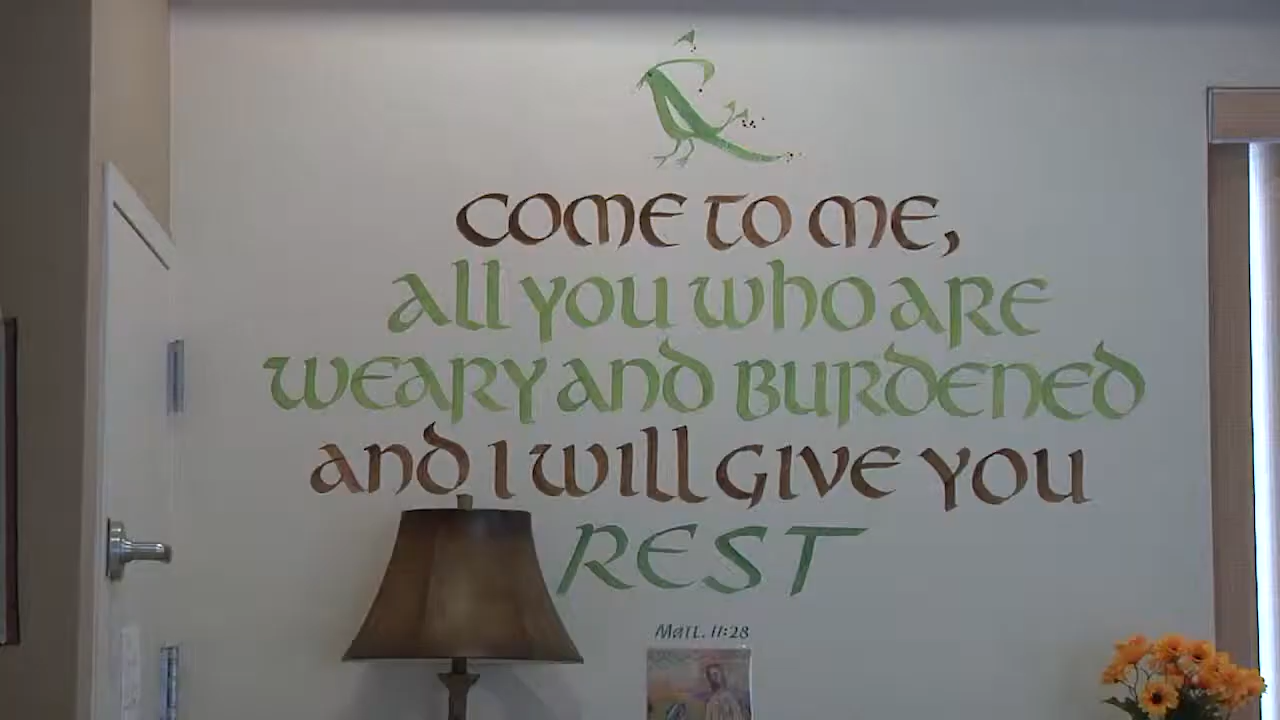 COME TO ME,
all you who are
weary and burdened
and I will give you
REST
Matt. 11:28